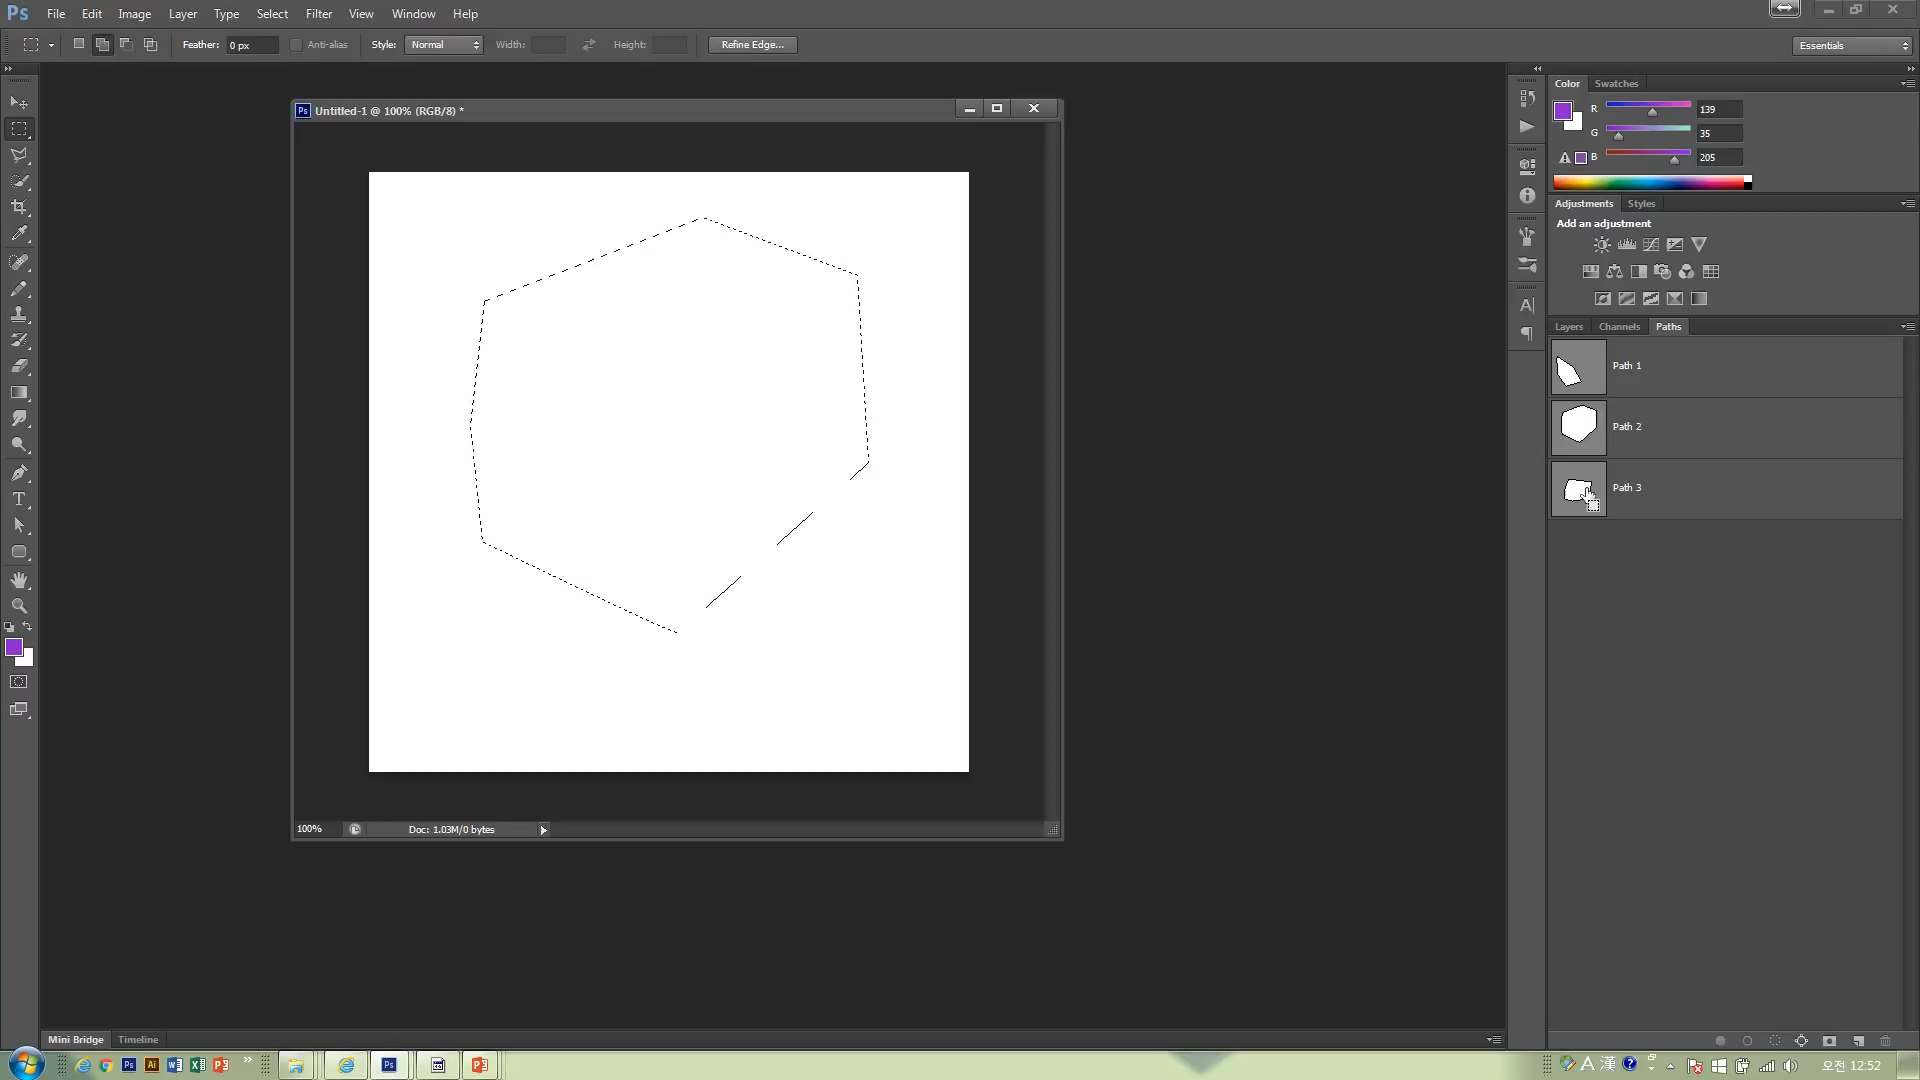 Ps File Edit Image Layer Type Select Filter View Window Help
Feather: 0 px Anti-alias Style: Normal Width: Height: Refine Edge... Essentials
Ps Untitled-1 @ 100% (RGB/8) *
Color Swatches
R 139
G 35
B 205
Adjustments Styles
Add an adjustment
Layers Channels Paths
Path 1
Path 2
Path 3
100% Doc: 1.03M/0 bytes
Mini Bridge Timeline
A 漢 오전 12:52